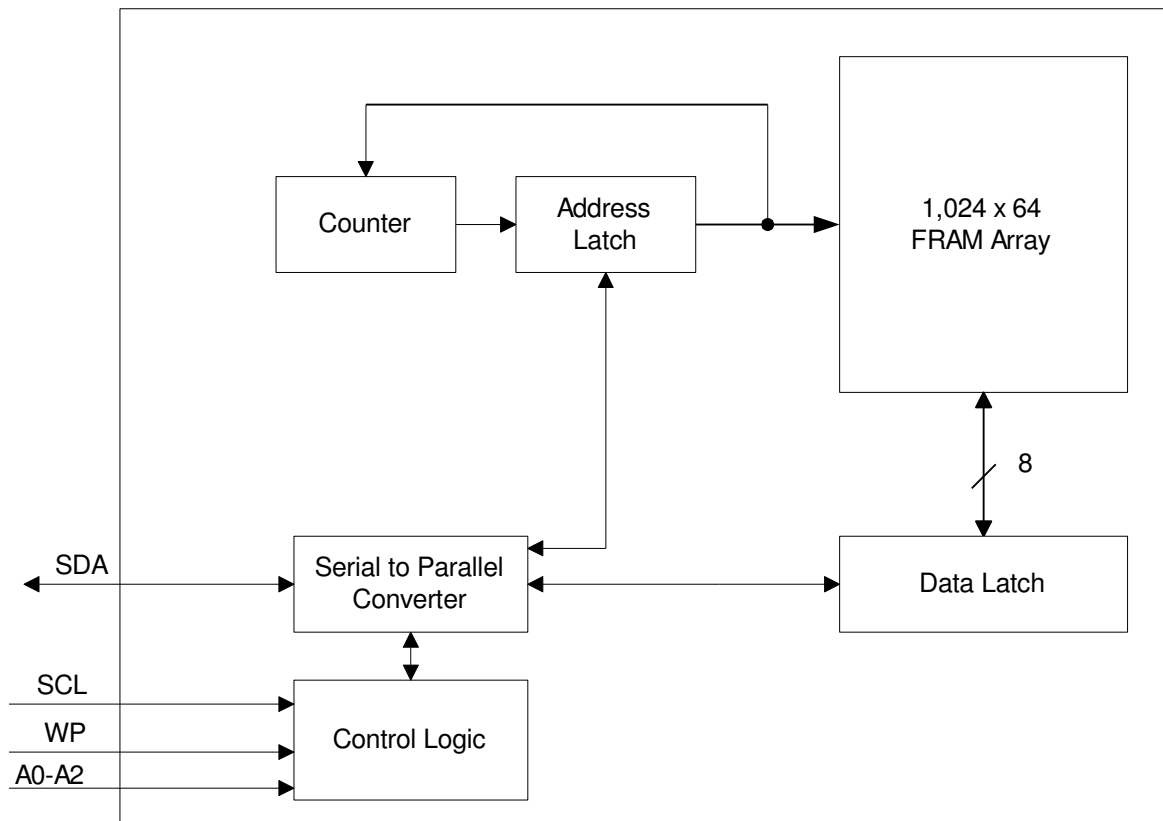 Counter
Address
Latch
1,024 x 64
FRAM Array
8
SDA
Serial to Parallel
Converter
Data Latch
SCL
WP
A0-A2
Control Logic